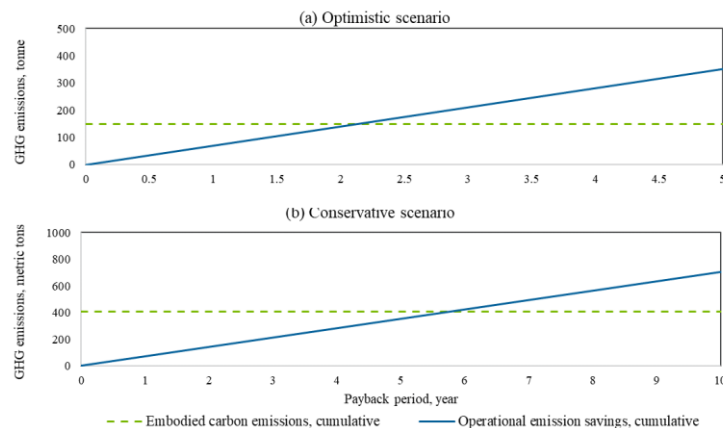 (a) Optimistic scenario
GHG emissions, tonne
500
400
300
200
100
0
0 0.5 1 1.5 2 2.5 3 3.5 4 4.5 5
(b) Conservative scenario
GHG emissions, metric tons
1000
800
600
400
200
0
0 1 2 3 4 5 6 7 8 9 10
Payback period, year
Embodied carbon emissions, cumulative Operational emission savings, cumulative